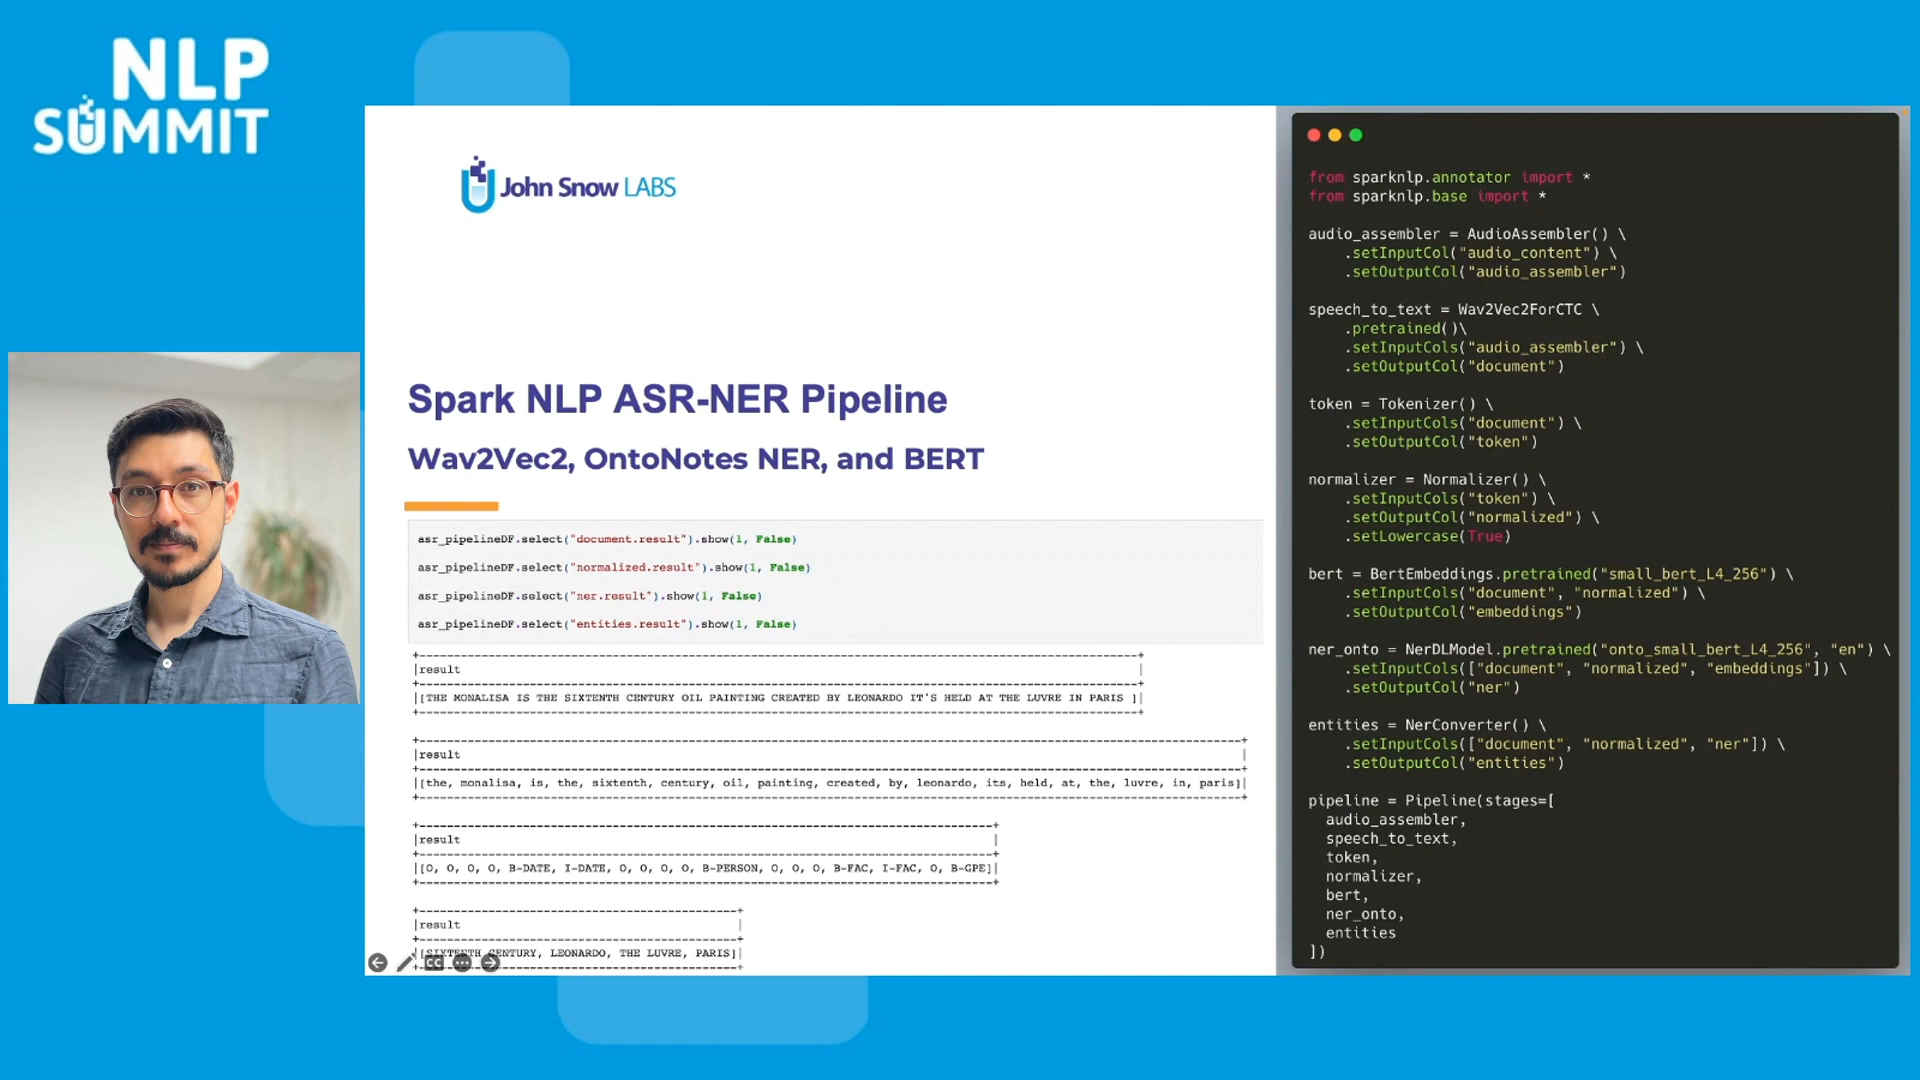 NLP
SUMMIT
John Snow LABS
Spark NLP ASR-NER Pipeline
Wav2Vec2, OntoNotes NER, and BERT
asr_pipelineDF.select("document.result").show(1, False)
asr_pipelineDF.select("normalized.result").show(1, False)
asr_pipelineDF.select("ner.result").show(1, False)
asr_pipelineDF.select("entities.result").show(1, False)
|result |
|[THE MONALISA IS THE SIXTENTH CENTURY OIL PAINTING CREATED BY LEONARDO IT'S HELD AT THE LUVRE IN PARIS ]|
|result |
|[the, monalisa, is, the, sixtenth, century, oil, painting, created, by, leonardo, its, held, at, the, luvre, in, paris]|
|result |
|[O, O, O, O, B-DATE, I-DATE, O, O, O, O, B-PERSON, O, O, O, B-FAC, I-FAC, O, B-GPE]|
|result |
|[SIXTENTH CENTURY, LEONARDO, THE LUVRE, PARIS]|
from sparknlp.annotator import *
from sparknlp.base import *
audio_assembler = AudioAssembler() \
.setInputCol("audio_content") \
.setOutputCol("audio_assembler")
speech_to_text = Wav2Vec2ForCTC \
.pretrained()\
.setInputCols("audio_assembler") \
.setOutputCol("document")
token = Tokenizer() \
.setInputCols("document") \
.setOutputCol("token")
normalizer = Normalizer() \
.setInputCols("token") \
.setOutputCol("normalized") \
.setLowercase(True)
bert = BertEmbeddings.pretrained("small_bert_L4_256") \
.setInputCols("document", "normalized") \
.setOutputCol("embeddings")
ner_onto = NerDLModel.pretrained("onto_small_bert_L4_256", "en") \
.setInputCols(["document", "normalized", "embeddings"]) \
.setOutputCol("ner")
entities = NerConverter() \
.setInputCols(["document", "normalized", "ner"]) \
.setOutputCol("entities")
pipeline = Pipeline(stages=[
audio_assembler,
speech_to_text,
token,
normalizer,
bert,
ner_onto,
entities
])